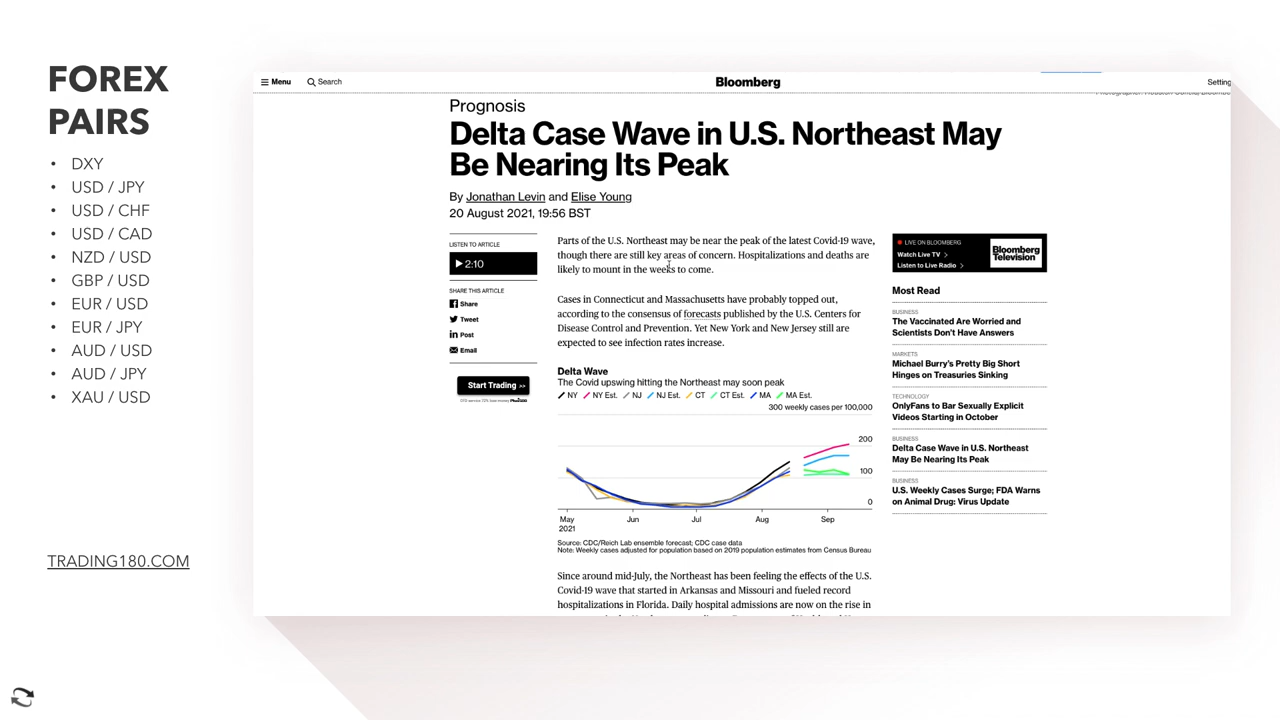 FOREX
PAIRS
• DXY
• USD / JPY
• USD / CHF
• USD / CAD
• NZD / USD
• GBP / USD
• EUR / USD
• EUR / JPY
• AUD / USD
• AUD / JPY
• XAU / USD
TRADING180.COM
Menu
Search
Bloomberg
Setting
Prognosis
Delta Case Wave in U.S. Northeast May
Be Nearing Its Peak
By Jonathan Levin and Elise Young
20 August 2021, 19:56 BST
LISTEN TO ARTICLE
2:10
SHARE THIS ARTICLE
Share
Tweet
Post
Email
Start Trading >>
Parts of the U.S. Northeast may be near the peak of the latest Covid-19 wave,
though there are still key areas of concern. Hospitalizations and deaths are
likely to mount in the weeks to come.
Cases in Connecticut and Massachusetts have probably topped out,
according to the consensus of forecasts published by the U.S. Centers for
Disease Control and Prevention. Yet New York and New Jersey still are
expected to see infection rates increase.
Delta Wave
The Covid upswing hitting the Northeast may soon peak
NY NY Est. NJ NJ Est. CT CT Est. MA MA Est.
300 weekly cases per 100,000
200
100
0
May Jun Jul Aug Sep
2021
Source: CDC/Reich Lab ensemble forecast; CDC case data
Note: Weekly cases adjusted for population based on 2019 population estimates from Census Bureau
Since around mid-July, the Northeast has been feeling the effects of the U.S.
Covid-19 wave that started in Arkansas and Missouri and fueled record
hospitalizations in Florida. Daily hospital admissions are now on the rise in
LIVE ON BLOOMBERG
Watch Live TV >
Listen to Live Radio >
Bloomberg
Television
Most Read
BUSINESS
The Vaccinated Are Worried and
Scientists Don't Have Answers
MARKETS
Michael Burry's Pretty Big Short
Hinges on Treasuries Sinking
TECHNOLOGY
OnlyFans to Bar Sexually Explicit
Videos Starting in October
BUSINESS
Delta Case Wave in U.S. Northeast
May Be Nearing Its Peak
BUSINESS
U.S. Weekly Cases Surge; FDA Warns
on Animal Drug: Virus Update